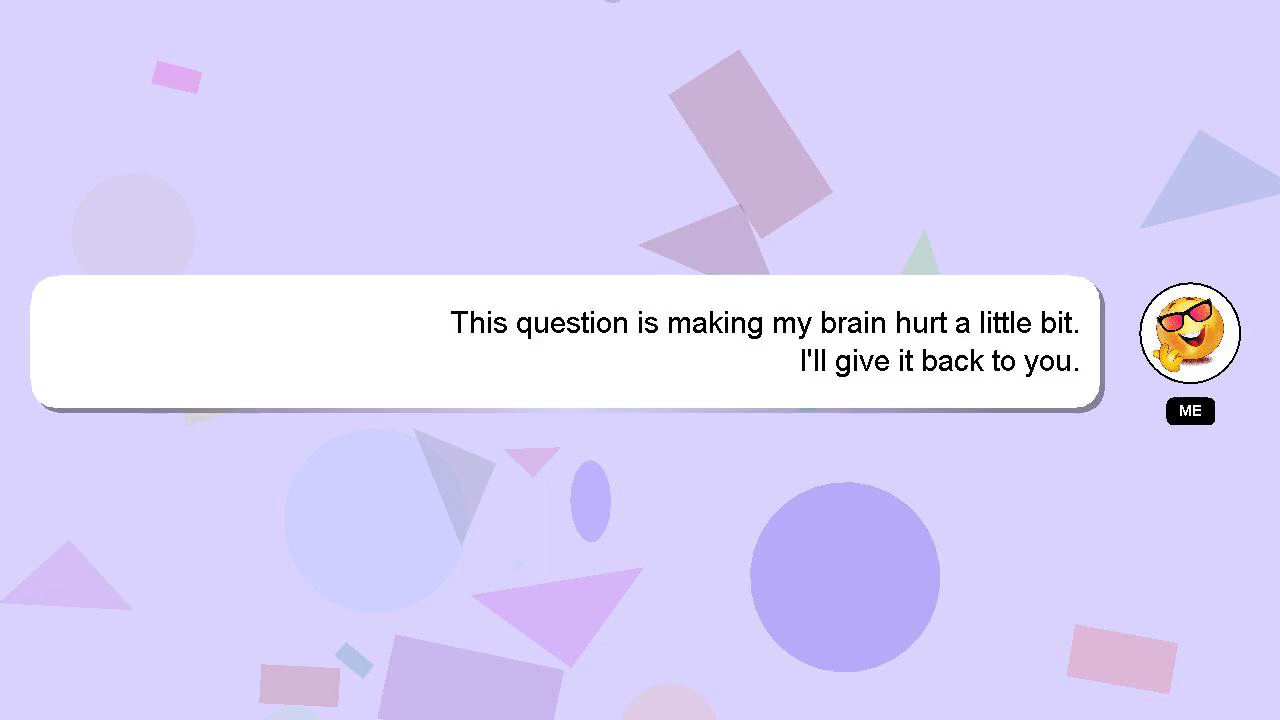 This question is making my brain hurt a little bit.
I'll give it back to you.
ME